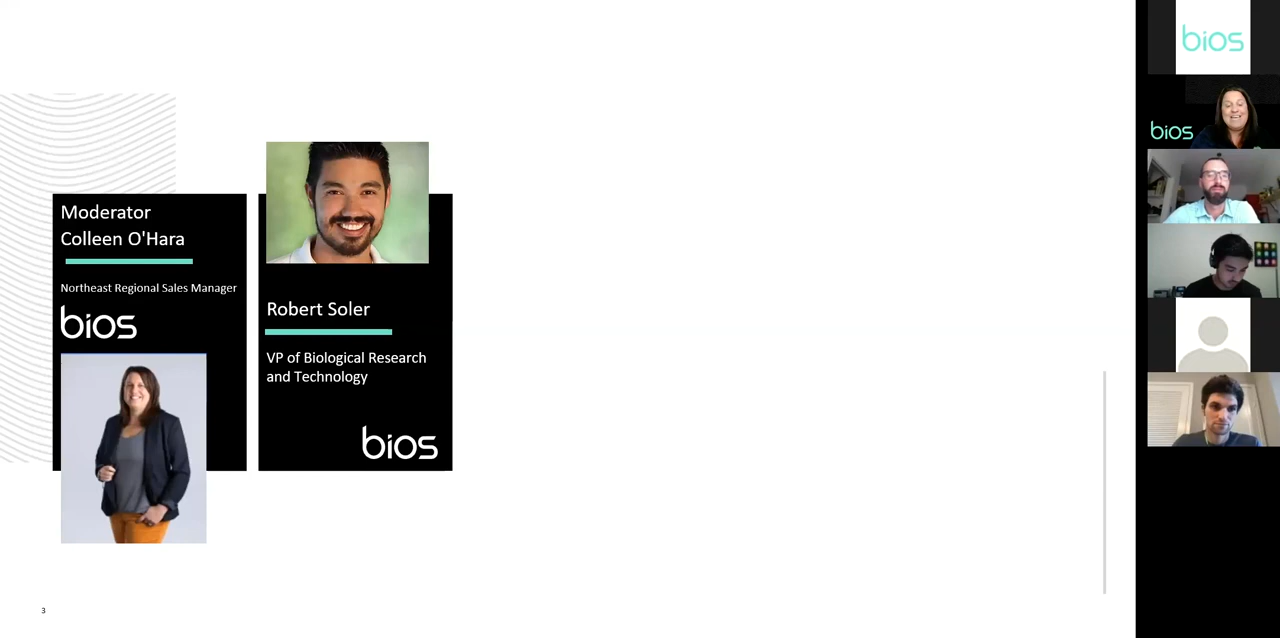 Moderator
Colleen O'Hara
Northeast Regional Sales Manager
bios
Robert Soler
VP of Biological Research
and Technology
bios
3
bios
bios